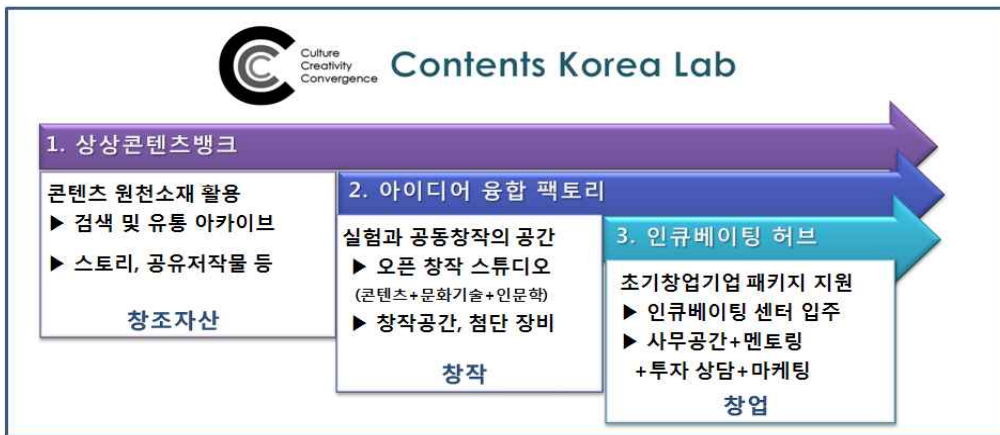 Culture
Creativity
Convergence
Contents Korea Lab
1. 상상콘텐츠뱅크
콘텐츠 원천소재 활용
▶ 검색 및 유통 아카이브
▶ 스토리, 공유저작물 등
창조자산
2. 아이디어 융합 팩토리
실험과 공동창작의 공간
▶ 오픈 창작 스튜디오
(콘텐츠+문화기술+인문학)
▶ 창작공간, 첨단 장비
창작
3. 인큐베이팅 허브
초기창업기업 패키지 지원
▶ 인큐베이팅 센터 입주
▶ 사무공간+멘토링
+투자 상담+마케팅
창업